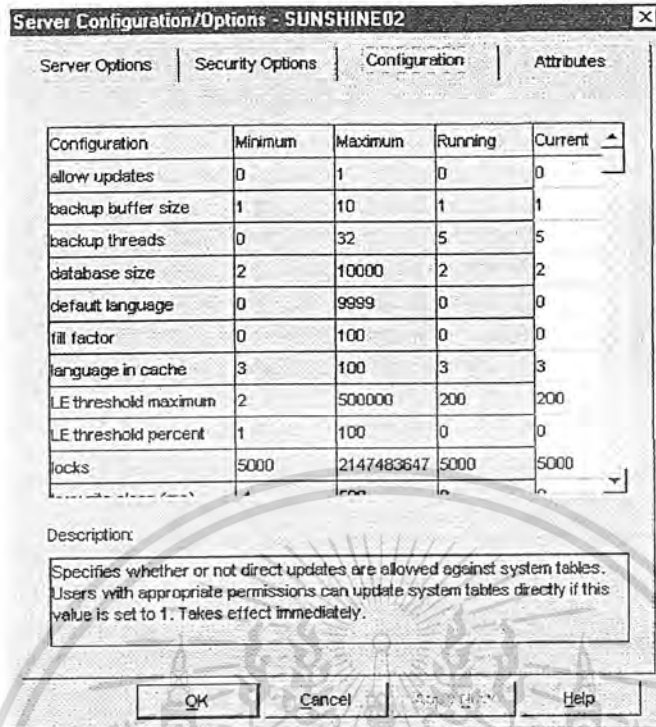 Server Configuration/Options - SUNSHINE02
Server Options Security Options Configuration Attributes
Configuration Minimum Maximum Running Current
allow updates 0 1 0 0
backup buffer size 1 10 1 1
backup threads 0 32 5 5
database size 2 10000 2 2
default language 0 9999 0 0
fill factor 0 100 0 0
language in cache 3 100 3 3
LE threshold maximum 2 500000 200 200
LE threshold percent 1 100 0 0
locks 5000 2147483647 5000 5000
Description:
Specifies whether or not direct updates are allowed against system tables.
Users with appropriate permissions can update system tables directly if this
value is set to 1. Takes effect immediately.
OK Cancel Help